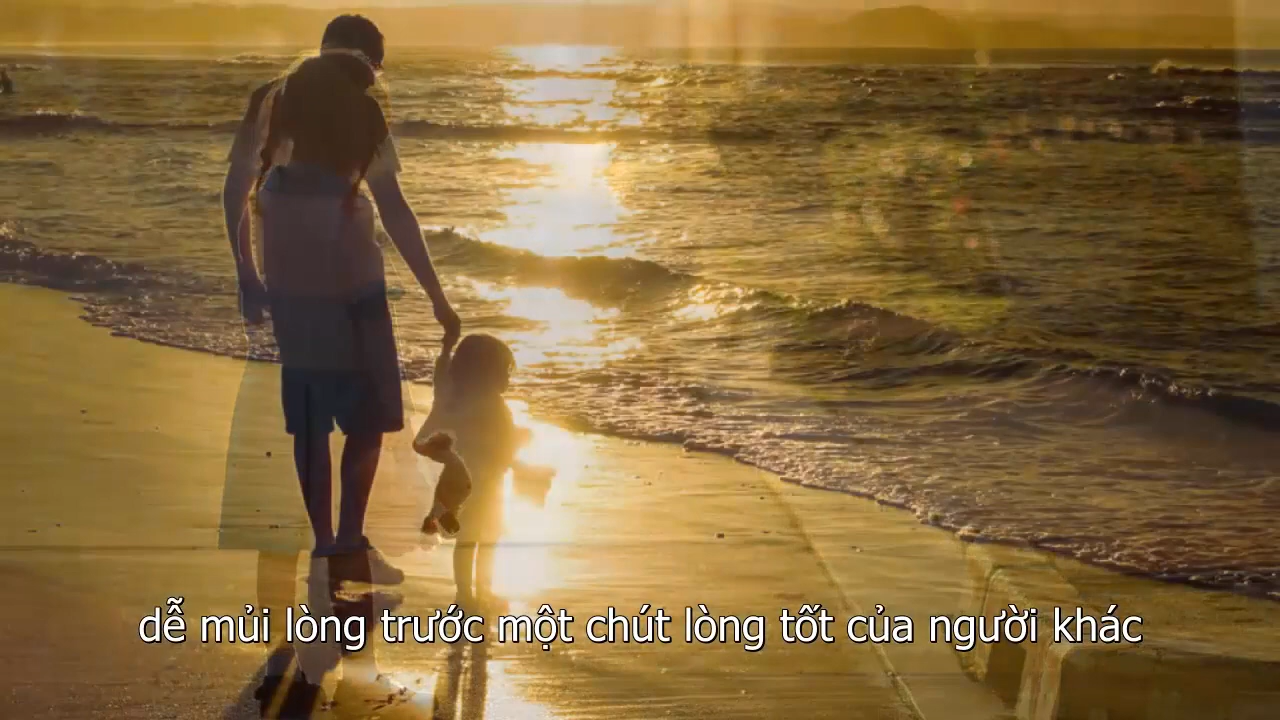 dễ mủi lòng trước một chút lòng tốt của người khác